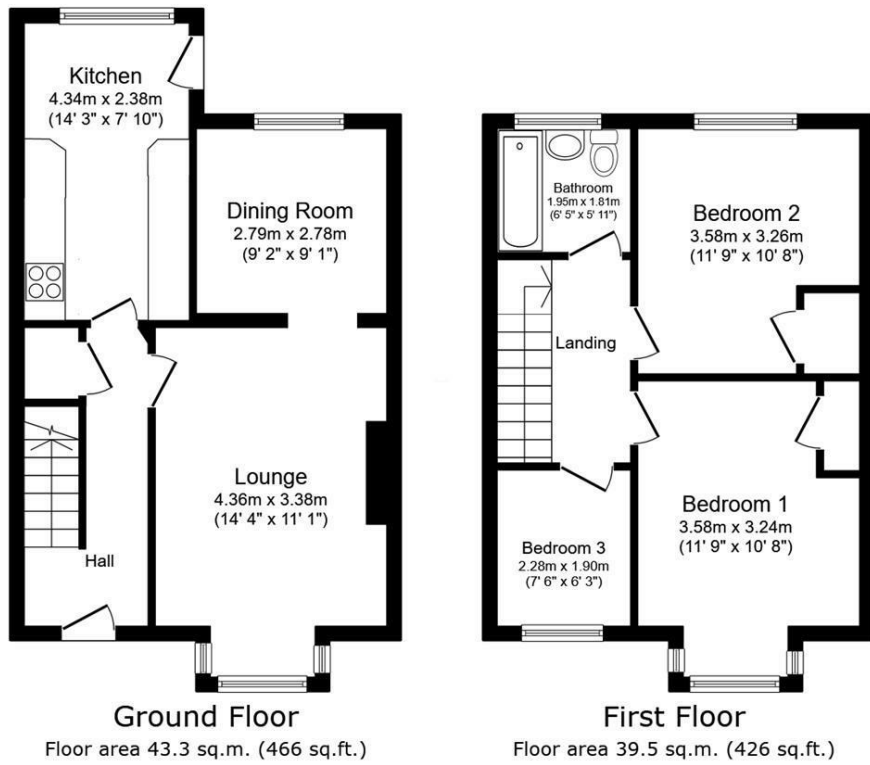 Kitchen
4.34m x 2.38m
(14' 3" x 7' 10")
Dining Room
2.79m x 2.78m
(9' 2" x 9' 1")
Lounge
4.36m x 3.38m
(14' 4" x 11' 1")
Hall
Ground Floor
Floor area 43.3 sq.m. (466 sq.ft.)
Bathroom
1.95m x 1.81m
(6' 5" x 5' 11")
Bedroom 2
3.58m x 3.26m
(11' 9" x 10' 8")
Landing
Bedroom 1
3.58m x 3.24m
(11' 9" x 10' 8")
Bedroom 3
2.28m x 1.90m
(7' 6" x 6' 3")
First Floor
Floor area 39.5 sq.m. (426 sq.ft.)